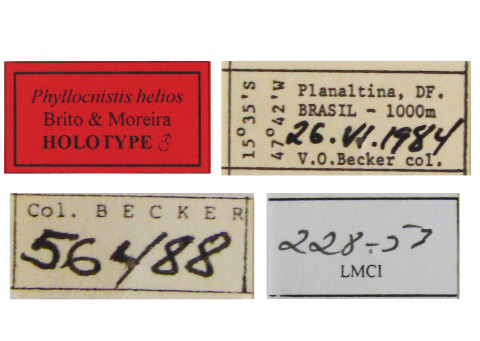 Phyllocnistis helios
Brito & Moreira
HOLOTYPE ♂
15°35'S
47°42'W
Planaltina, DF.
BRASIL - 1000m
26.VI.1984
V.O.Becker col.
Col. BECKER
56488
LMCI